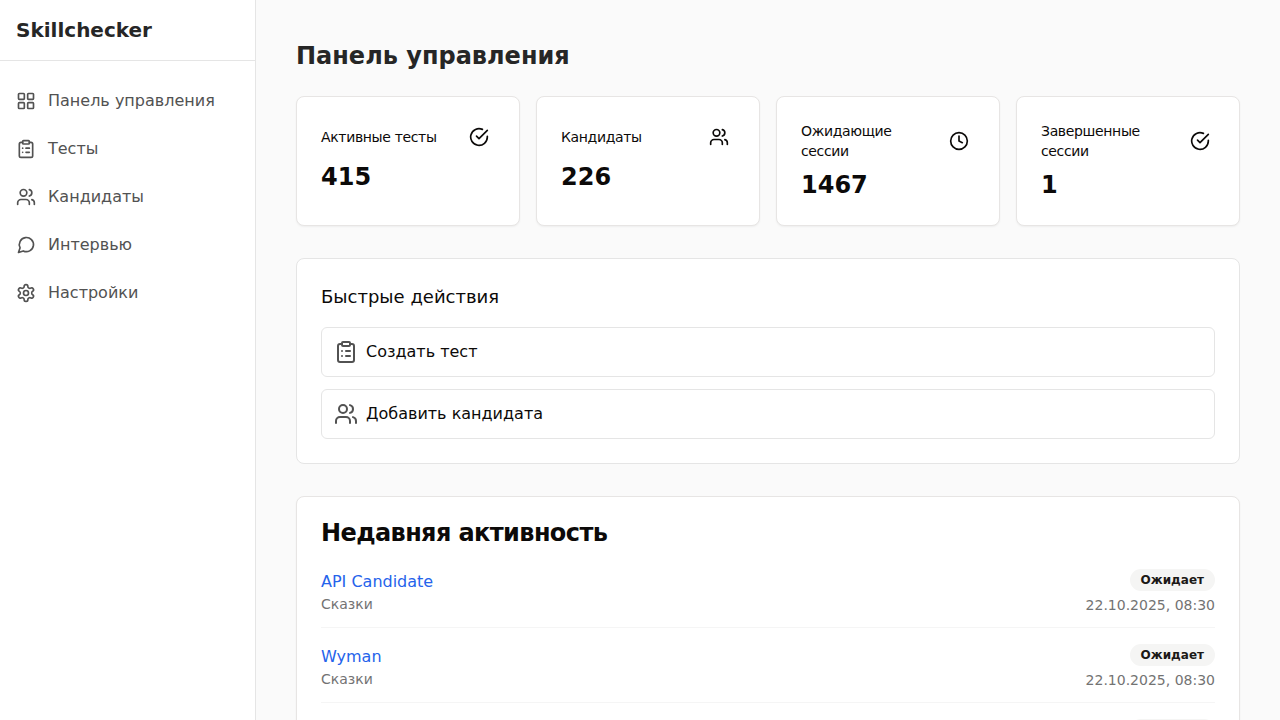 Skillchecker
Панель управления
Тесты
Кандидаты
Интервью
Настройки
Панель управления
Активные тесты
415
Кандидаты
226
Ожидающие
сессии
1467
Завершенные
сессии
1
Быстрые действия
Создать тест
Добавить кандидата
Недавняя активность
API Candidate
Ожидает
Сказки
22.10.2025, 08:30
Wyman
Ожидает
Сказки
22.10.2025, 08:30